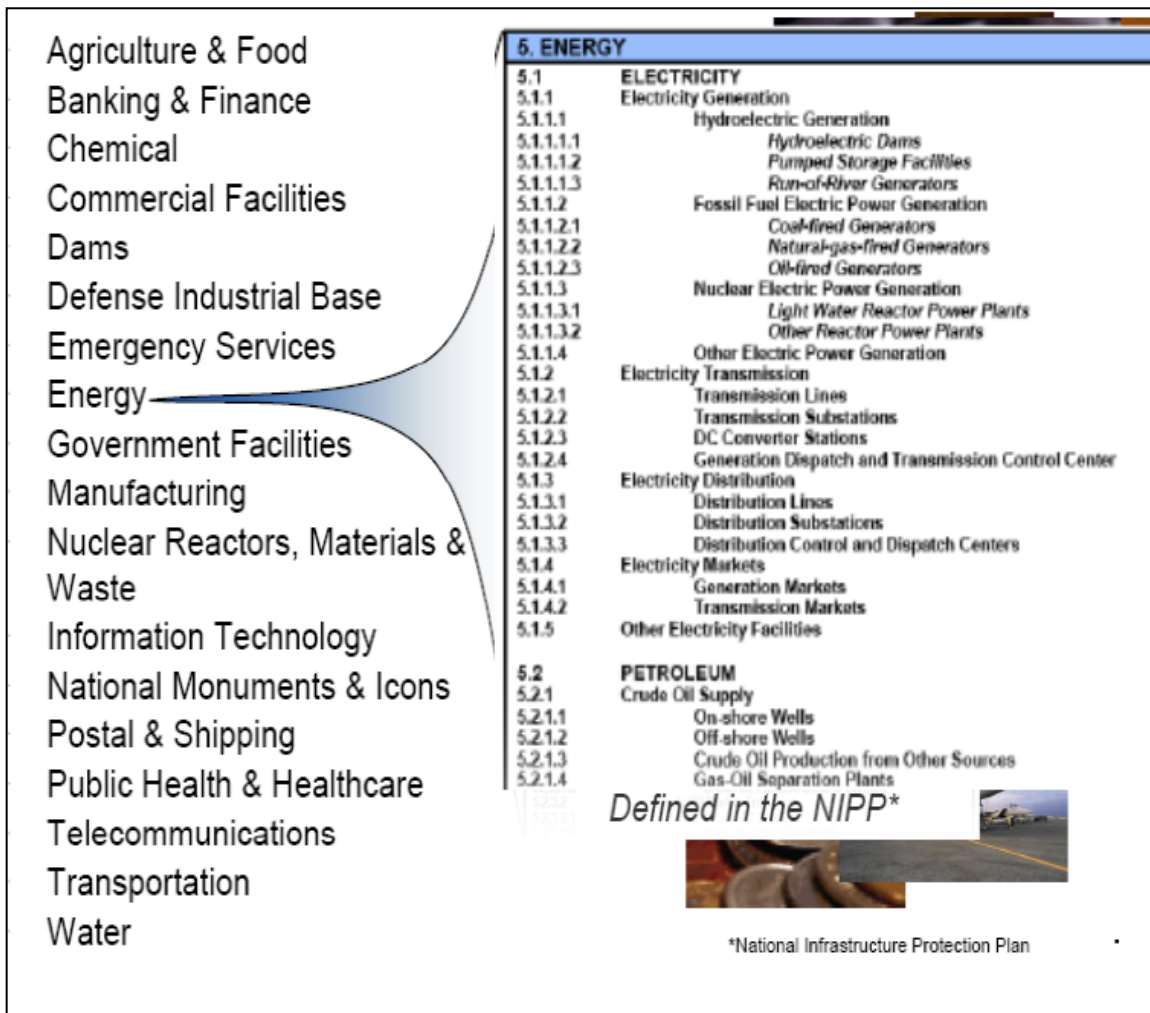 Agriculture & Food
Banking & Finance
Chemical
Commercial Facilities
Dams
Defense Industrial Base
Emergency Services
Energy
Government Facilities
Manufacturing
Nuclear Reactors, Materials &
Waste
Information Technology
National Monuments & Icons
Postal & Shipping
Public Health & Healthcare
Telecommunications
Transportation
Water
5. ENERGY
5.1 ELECTRICITY
5.1.1 Electricity Generation
5.1.1.1 Hydroelectric Generation
5.1.1.1.1 Hydroelectric Dams
5.1.1.1.2 Pumped Storage Facilities
5.1.1.1.3 Run-of-River Generators
5.1.1.2 Fossil Fuel Electric Power Generation
5.1.1.2.1 Coal-fired Generators
5.1.1.2.2 Natural-gas-fired Generators
5.1.1.2.3 Oil-fired Generators
5.1.1.3 Nuclear Electric Power Generation
5.1.1.3.1 Light Water Reactor Power Plants
5.1.1.3.2 Other Reactor Power Plants
5.1.1.4 Other Electric Power Generation
5.1.2 Electricity Transmission
5.1.2.1 Transmission Lines
5.1.2.2 Transmission Substations
5.1.2.3 DC Converter Stations
5.1.2.4 Generation Dispatch and Transmission Control Center
5.1.3 Electricity Distribution
5.1.3.1 Distribution Lines
5.1.3.2 Distribution Substations
5.1.3.3 Distribution Control and Dispatch Centers
5.1.4 Electricity Markets
5.1.4.1 Generation Markets
5.1.4.2 Transmission Markets
5.1.5 Other Electricity Facilities
5.2 PETROLEUM
5.2.1 Crude Oil Supply
5.2.1.1 On-shore Wells
5.2.1.2 Off-shore Wells
5.2.1.3 Crude Oil Production from Other Sources
5.2.1.4 Gas-Oil Separation Plants
Defined in the NIPP*
*National Infrastructure Protection Plan